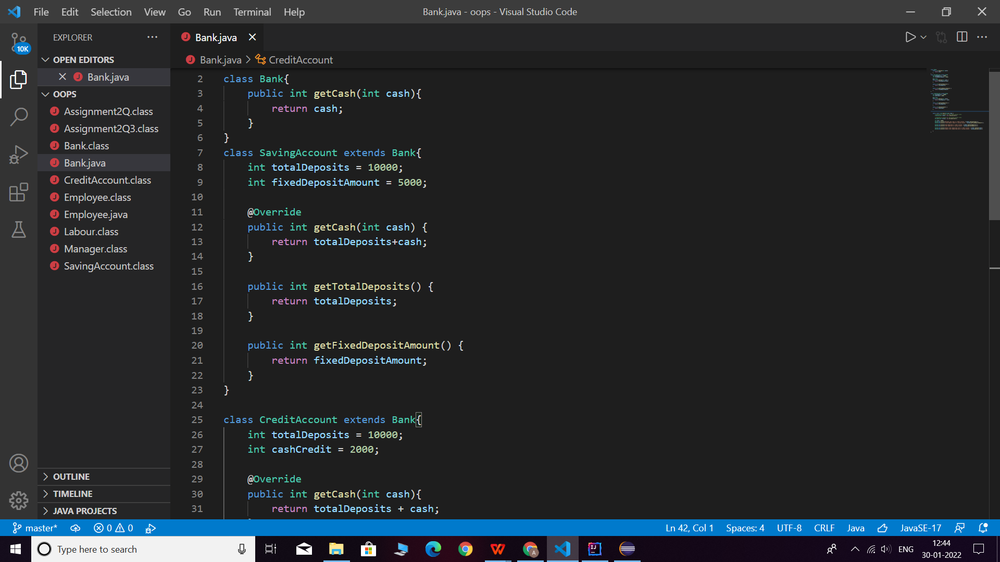 File Edit Selection View Go Run Terminal Help
Bank.java - oops - Visual Studio Code
10K
EXPLORER
OPEN EDITORS
Bank.java
OOPS
Assignment2Q.class
Assignment2Q3.class
Bank.class
Bank.java
CreditAccount.class
Employee.class
Employee.java
Labour.class
Manager.class
SavingAccount.class
OUTLINE
TIMELINE
JAVA PROJECTS
Bank.java
Bank.java > CreditAccount
2 class Bank{
3 public int getCash(int cash){
4 return cash;
5 }
6 }
7 class SavingAccount extends Bank{
8 int totalDeposits = 10000;
9 int fixedDepositAmount = 5000;
10
11 @Override
12 public int getCash(int cash) {
13 return totalDeposits+cash;
14 }
15
16 public int getTotalDeposits() {
17 return totalDeposits;
18 }
19
20 public int getFixedDepositAmount() {
21 return fixedDepositAmount;
22 }
23 }
24
25 class CreditAccount extends Bank{
26 int totalDeposits = 10000;
27 int cashCredit = 2000;
28
29 @Override
30 public int getCash(int cash){
31 return totalDeposits + cash;
master* 0 0 Ln 42, Col 1 Spaces: 4 UTF-8 CRLF Java JavaSE-17
Type here to search
ENG
12:44
30-01-2022